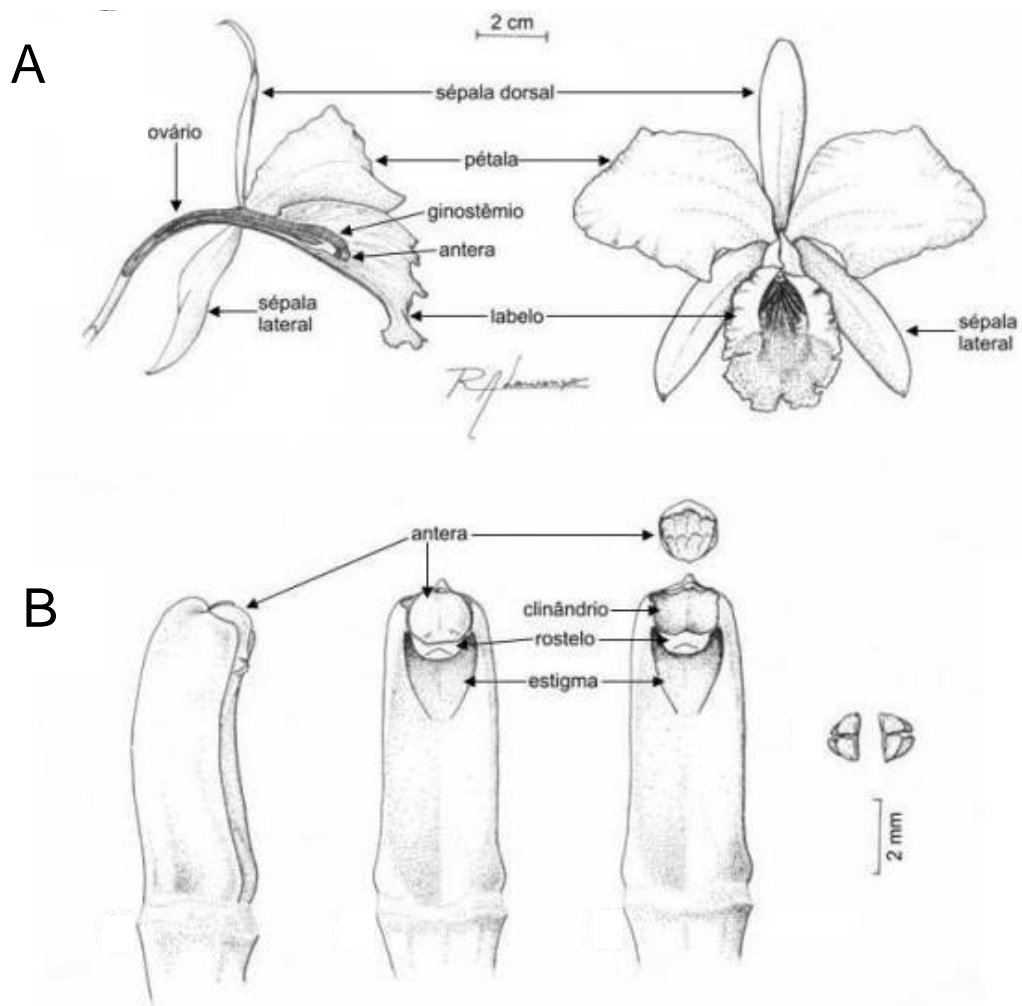 A
2 cm
sépala dorsal
ovário
pétala
ginostêmio
antera
sépala
lateral
labelo
sépala
lateral
B
antera
clinândrio
rostelo
estigma
2 mm